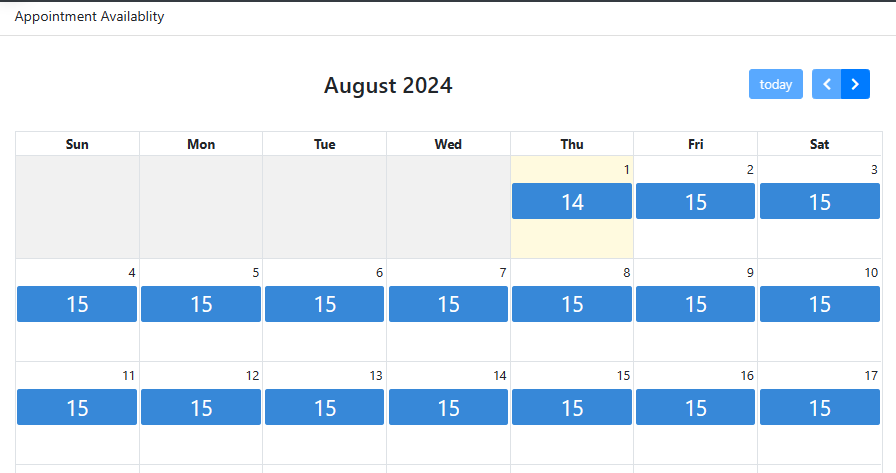 Appointment Availablity
August 2024
today
Sun Mon Tue Wed Thu Fri Sat
1 2 3
14 15 15
4 5 6 7 8 9 10
15 15 15 15 15 15 15
11 12 13 14 15 16 17
15 15 15 15 15 15 15